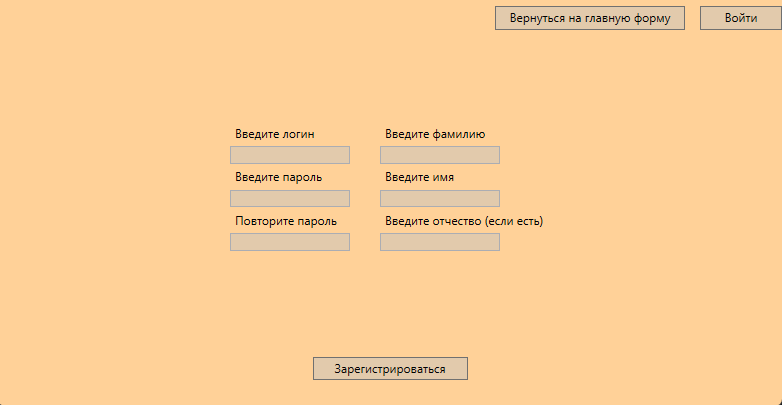 Вернуться на главную форму
Войти
Введите логин
Введите фамилию
Введите пароль
Введите имя
Повторите пароль
Введите отчество (если есть)
Зарегистрироваться